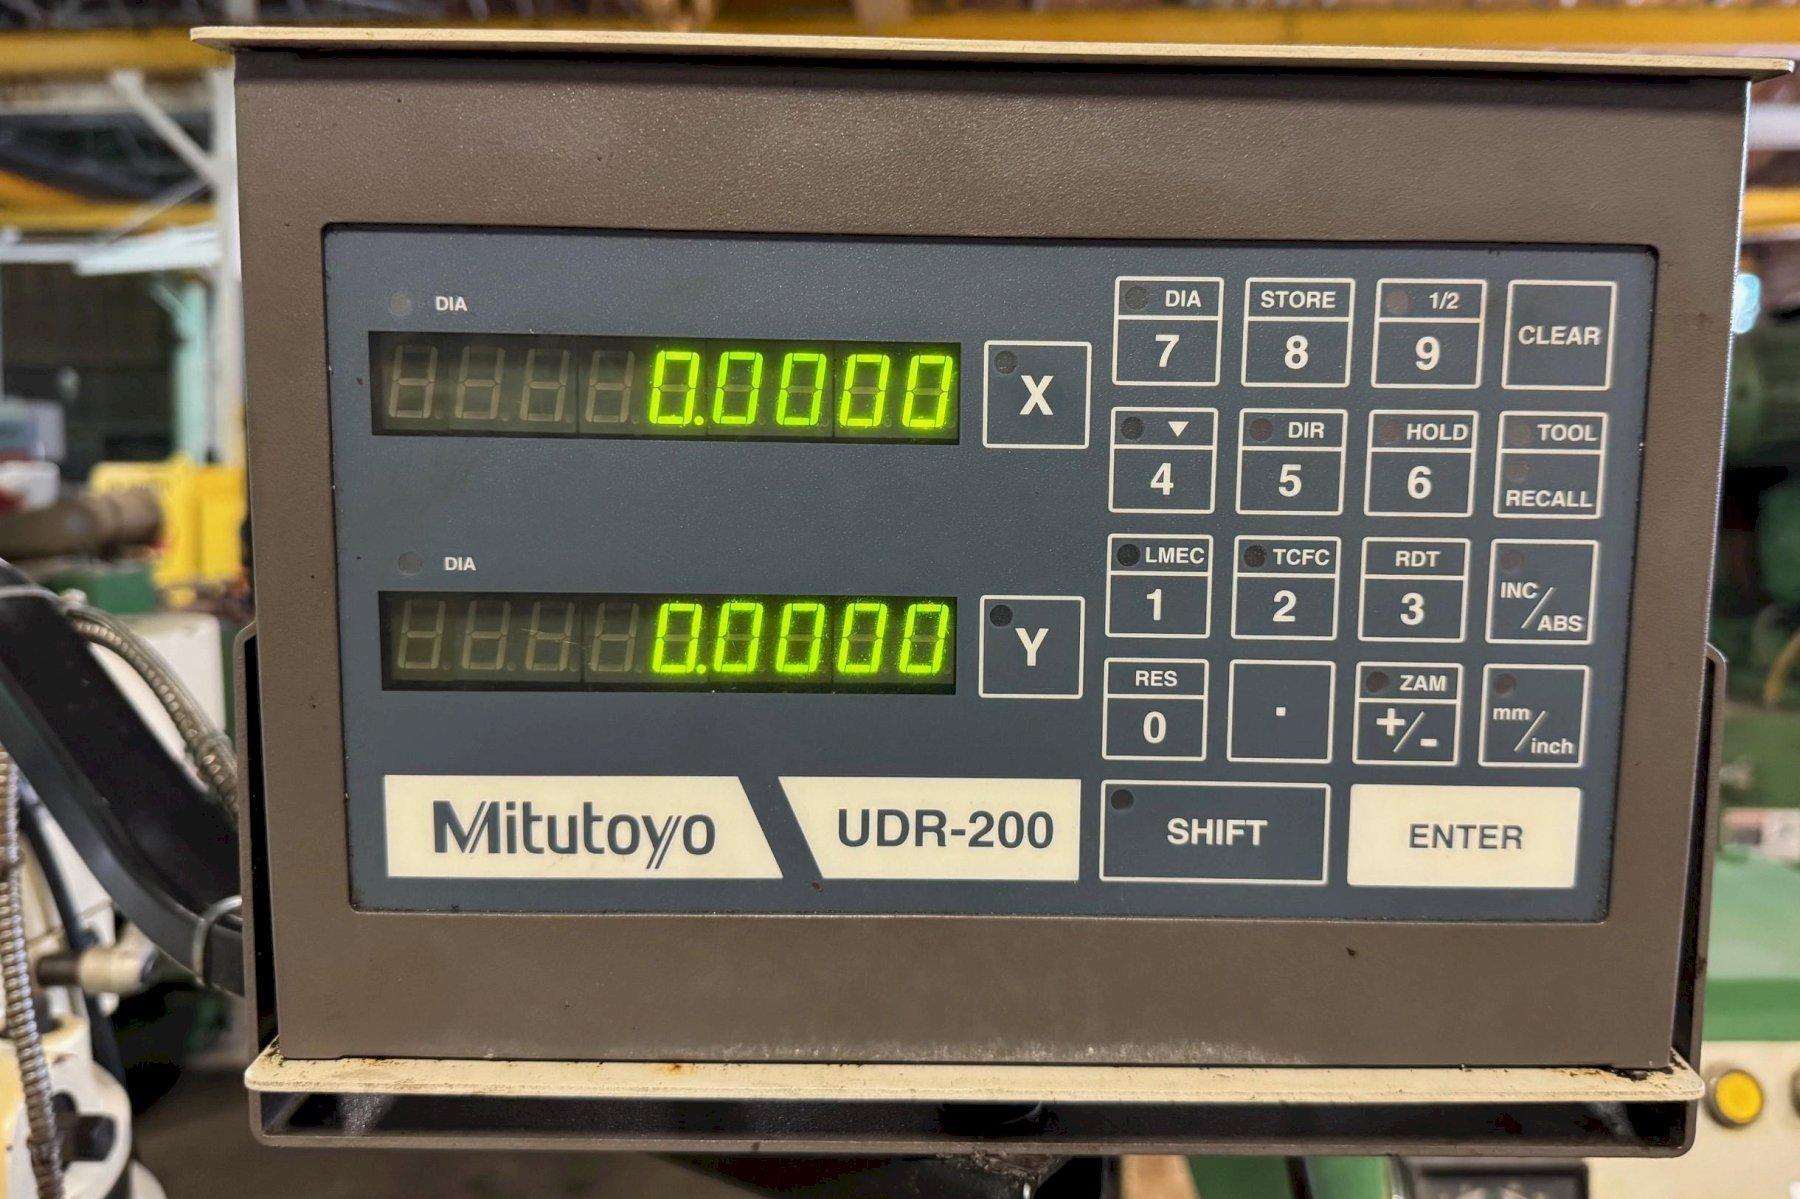 DIA
0.0000
X
DIA
0.0000
Y
DIA
7
STORE
8
1/2
9
CLEAR
▼
4
DIR
5
HOLD
6
TOOL
RECALL
LMEC
1
TCFC
2
RDT
3
INC/ABS
RES
0
.
ZAM
+/-
mm/inch
Mitutoyo
UDR-200
SHIFT
ENTER